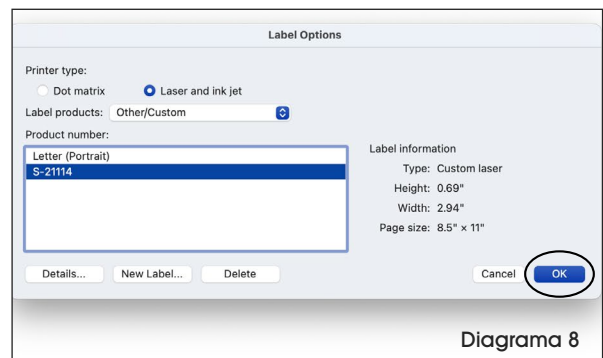 Label Options
Printer type:
Dot matrix Laser and ink jet
Label products: Other/Custom
Product number:
Letter (Portrait)
S-21114
Label information
Type: Custom laser
Height: 0.69"
Width: 2.94"
Page size: 8.5" × 11"
Details... New Label... Delete Cancel OK
Diagrama 8